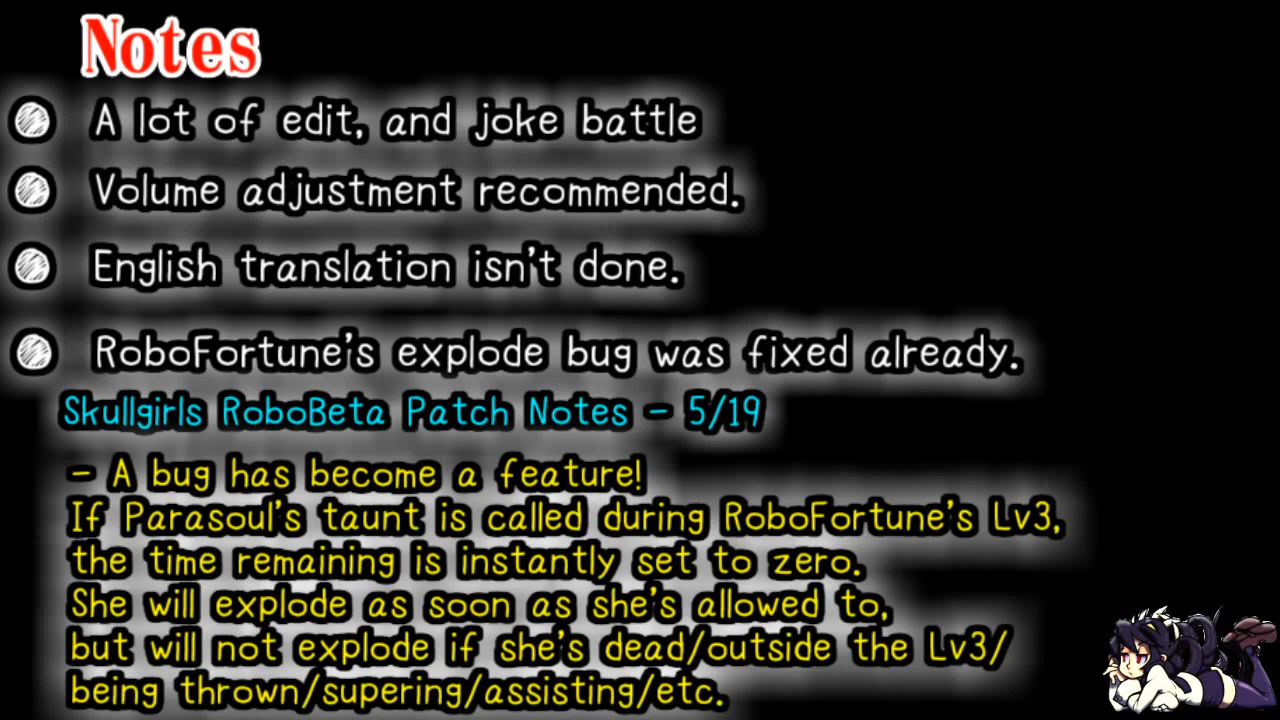 Notes
A lot of edit, and joke battle
Volume adjustment recommended.
English translation isn't done.
RoboFortune's explode bug was fixed already.
Skullgirls RoboBeta Patch Notes - 5/19
- A bug has become a feature!
If Parasoul's taunt is called during RoboFortune's Lv3,
the time remaining is instantly set to zero.
She will explode as soon as she's allowed to,
but will not explode if she's dead/outside the Lv3/
being thrown/supering/assisting/etc.